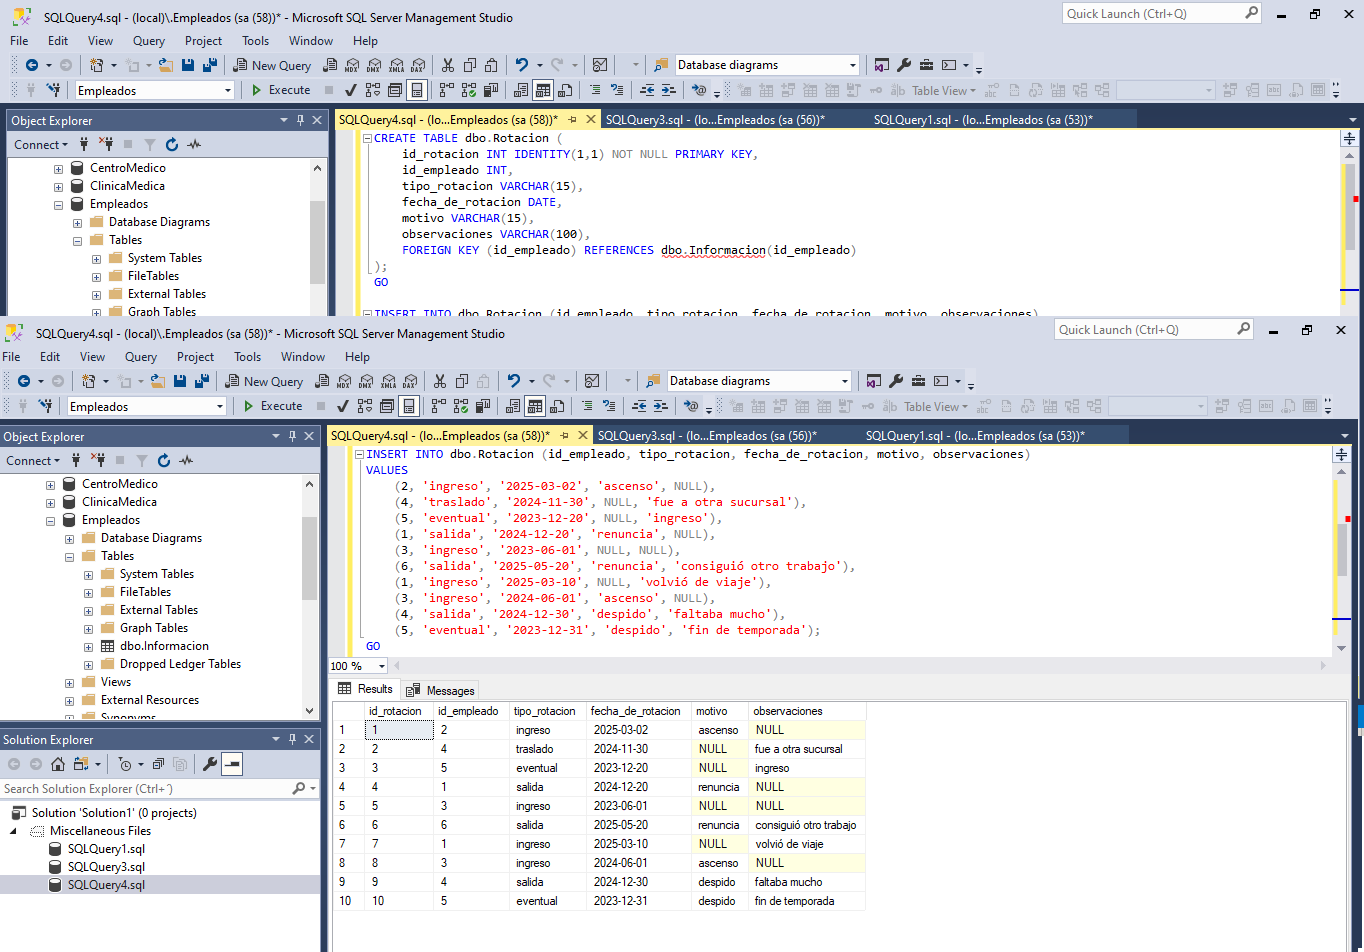 SQLQuery4.sql - (local)\.Empleados (sa (58))* - Microsoft SQL Server Management Studio
Quick Launch (Ctrl+Q)
File Edit View Query Project Tools Window Help
New Query MDX DMX XMLA DAX Database diagrams
Empleados Execute Table View
Object Explorer
SQLQuery4.sql - (lo...Empleados (sa (58))* SQLQuery3.sql - (lo...Empleados (sa (56))* SQLQuery1.sql - (lo...Empleados (sa (53))*
Connect
CentroMedico
ClinicaMedica
Empleados
Database Diagrams
Tables
System Tables
FileTables
External Tables
Graph Tables
CREATE TABLE dbo.Rotacion (
id_rotacion INT IDENTITY(1,1) NOT NULL PRIMARY KEY,
id_empleado INT,
tipo_rotacion VARCHAR(15),
fecha_de_rotacion DATE,
motivo VARCHAR(15),
observaciones VARCHAR(100),
FOREIGN KEY (id_empleado) REFERENCES dbo.Informacion(id_empleado)
);
GO
INSERT INTO dbo.Rotacion (id_empleado, tipo_rotacion, fecha_de_rotacion, motivo, observaciones)
SQLQuery4.sql - (local)\.Empleados (sa (58))* - Microsoft SQL Server Management Studio
Quick Launch (Ctrl+Q)
File Edit View Query Project Tools Window Help
New Query MDX DMX XMLA DAX Database diagrams
Empleados Execute Table View
Object Explorer
SQLQuery4.sql - (lo...Empleados (sa (58))* SQLQuery3.sql - (lo...Empleados (sa (56))* SQLQuery1.sql - (lo...Empleados (sa (53))*
Connect
CentroMedico
ClinicaMedica
Empleados
Database Diagrams
Tables
System Tables
FileTables
External Tables
Graph Tables
dbo.Informacion
Dropped Ledger Tables
Views
External Resources
Synonyms
INSERT INTO dbo.Rotacion (id_empleado, tipo_rotacion, fecha_de_rotacion, motivo, observaciones)
VALUES
(2, 'ingreso', '2025-03-02', 'ascenso', NULL),
(4, 'traslado', '2024-11-30', NULL, 'fue a otra sucursal'),
(5, 'eventual', '2023-12-20', NULL, 'ingreso'),
(1, 'salida', '2024-12-20', 'renuncia', NULL),
(3, 'ingreso', '2023-06-01', NULL, NULL),
(6, 'salida', '2025-05-20', 'renuncia', 'consiguió otro trabajo'),
(1, 'ingreso', '2025-03-10', NULL, 'volvió de viaje'),
(3, 'ingreso', '2024-06-01', 'ascenso', NULL),
(4, 'salida', '2024-12-30', 'despido', 'faltaba mucho'),
(5, 'eventual', '2023-12-31', 'despido', 'fin de temporada');
GO
100 %
Results Messages
id_rotacion id_empleado tipo_rotacion fecha_de_rotacion motivo observaciones
1 1 2 ingreso 2025-03-02 ascenso NULL
2 2 4 traslado 2024-11-30 NULL fue a otra sucursal
3 3 5 eventual 2023-12-20 NULL ingreso
4 4 1 salida 2024-12-20 renuncia NULL
5 5 3 ingreso 2023-06-01 NULL NULL
6 6 6 salida 2025-05-20 renuncia consiguió otro trabajo
7 7 1 ingreso 2025-03-10 NULL volvió de viaje
8 8 3 ingreso 2024-06-01 ascenso NULL
9 9 4 salida 2024-12-30 despido faltaba mucho
10 10 5 eventual 2023-12-31 despido fin de temporada
Solution Explorer
Search Solution Explorer (Ctrl+´)
Solution 'Solution1' (0 projects)
Miscellaneous Files
SQLQuery1.sql
SQLQuery3.sql
SQLQuery4.sql